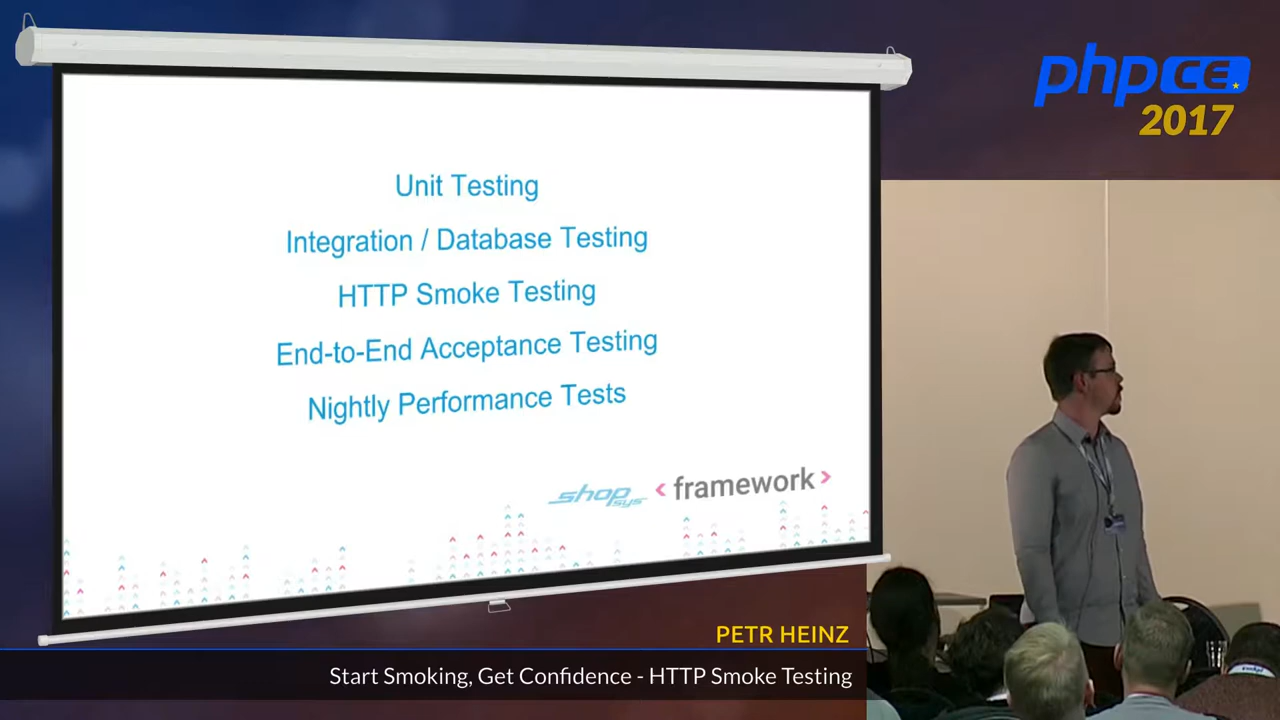 phpCE
2017
Unit Testing
Integration / Database Testing
HTTP Smoke Testing
End-to-End Acceptance Testing
Nightly Performance Tests
shopsys <framework>
PETR HEINZ
Start Smoking, Get Confidence - HTTP Smoke Testing